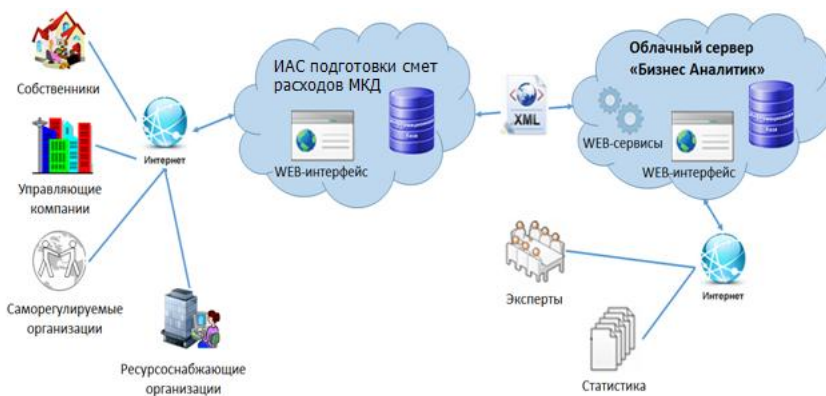 Собственники
Управляющие
компании
Саморегулируемые
организации
Ресурсоснабжающие
организации
Интернет
ИАС подготовки смет
расходов МКД
WEB-интерфейс
XML
Облачный сервер
«Бизнес Аналитик»
WEB-сервисы
WEB-интерфейс
Интернет
Эксперты
Статистика